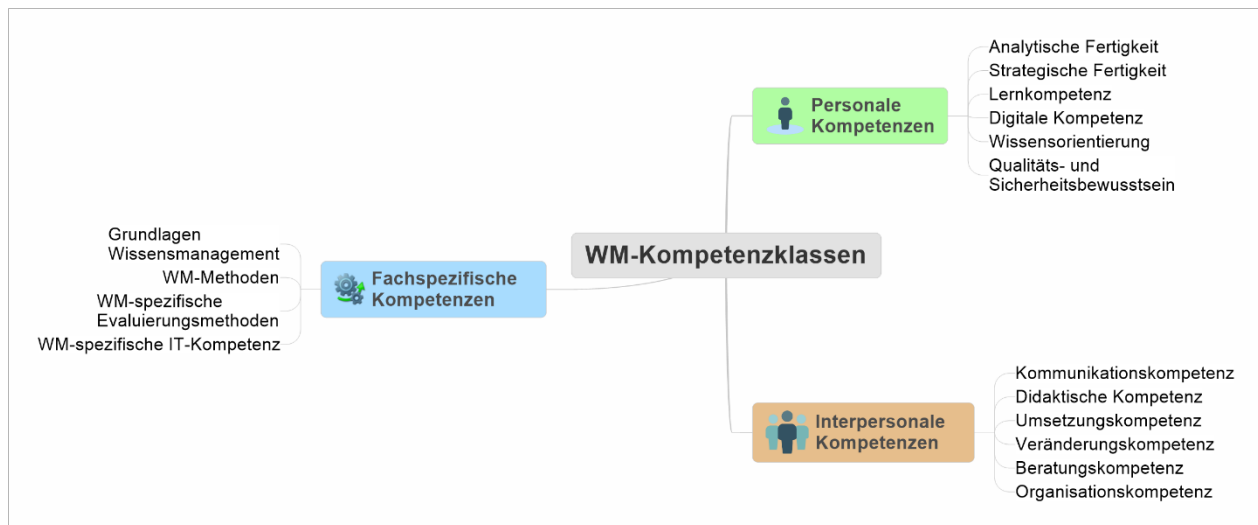 WM-Kompetenzklassen
Personale
Kompetenzen
Analytische Fertigkeit
Strategische Fertigkeit
Lernkompetenz
Digitale Kompetenz
Wissensorientierung
Qualitäts- und
Sicherheitsbewusstsein
Interpersonale
Kompetenzen
Kommunikationskompetenz
Didaktische Kompetenz
Umsetzungskompetenz
Veränderungskompetenz
Beratungskompetenz
Organisationskompetenz
Fachspezifische
Kompetenzen
Grundlagen
Wissensmanagement
WM-Methoden
WM-spezifische
Evaluierungsmethoden
WM-spezifische IT-Kompetenz